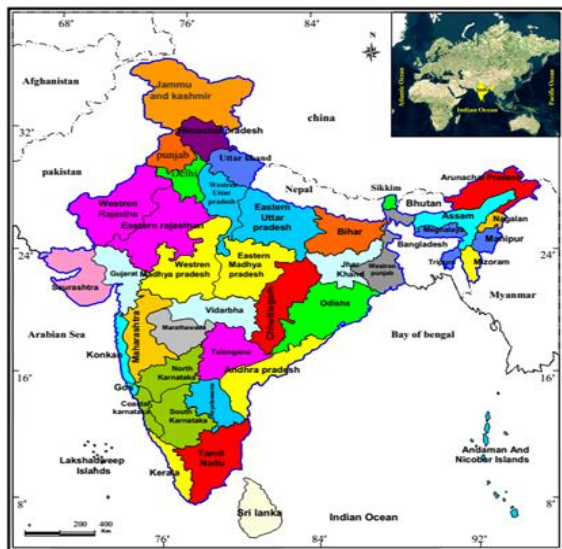 68° 76° 84° 92°
Atlantic Ocean
Pacific Ocean
Indian Ocean
Afghanistan
Jammu
and kashmir
china
32°
Himachal pradesh
punjab
Uttar khand
pakistan
Delhi
Westren
Uttar
pradesh
Nepal
Sikkim
Arunachal Pradesh
Westren
Rajastha
Eastern rajasthan
Eastern
Uttar
pradesh
Bhutan
Assam
Nagalan
Bihar
Meghalaya
Manipur
24°
24°
Bangladesh
Westren
Madhya pradesh
Eastern
Madhya pradesh
Jhar
Khand
Westren
punjab
Tripura
Mizoram
Gujarat
Saurashtra
Chhattisgarh
Odisha
Myanmar
Vidarbha
Arabian Sea
Maharashtra
Marathawada
Bay of bengal
Konkan
Telangana
North
Karnataka
Andhra pradesh
16°
16°
Goa
Coastal
karnataka
South
Karnataka
Lakshadweep
Islands
Tamil
Nadu
Andaman And
Nicobar Islands
Kerala
8°
8°
Sri lanka
Indian Ocean
0 200 400
Km
76° 84° 92°